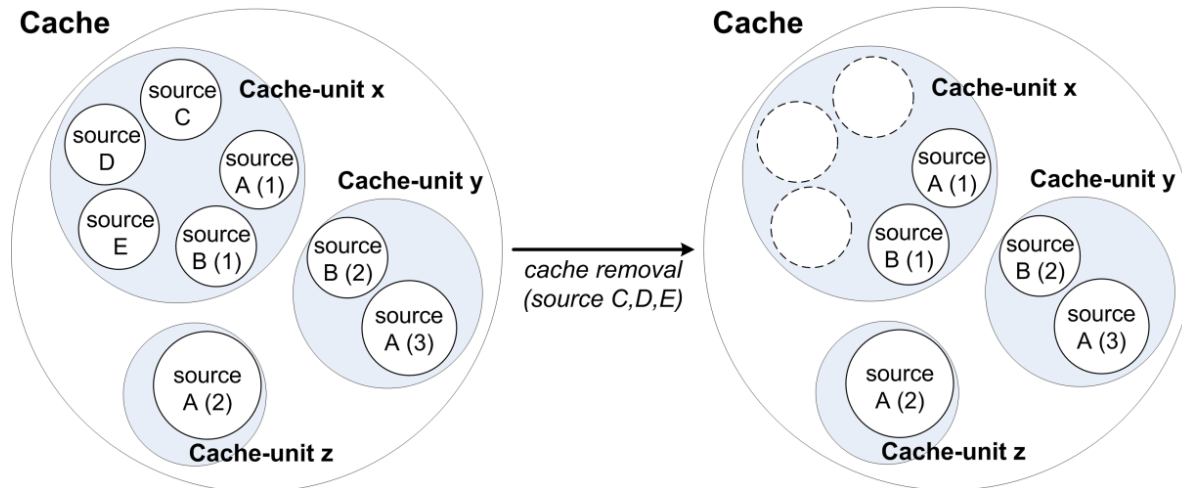 Cache
Cache-unit x
source
C
source
D
source
A (1)
source
E
source
B (1)
Cache-unit y
source
B (2)
source
A (3)
source
A (2)
Cache-unit z
cache removal
(source C,D,E)
Cache
Cache-unit x
source
A (1)
source
B (1)
Cache-unit y
source
B (2)
source
A (3)
source
A (2)
Cache-unit z